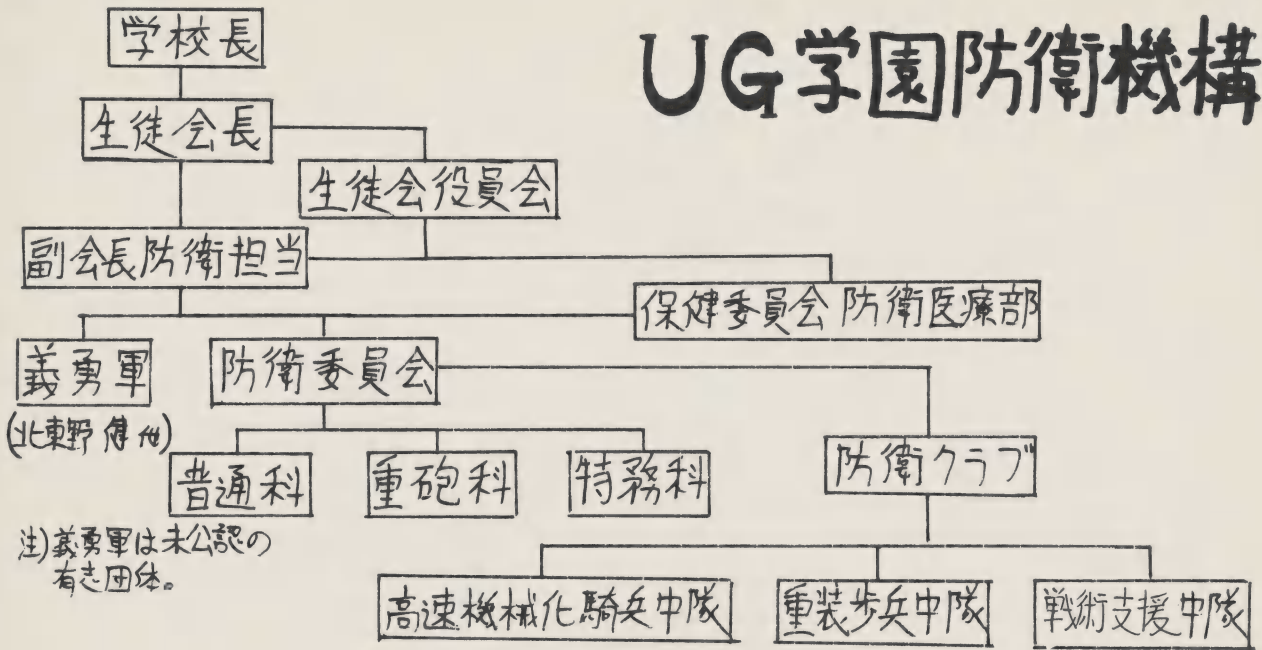 UG学園防衛機構
学校長
生徒会長
生徒会役員会
副会長防衛担当
保健委員会 防衛医療部
義勇軍
(北東野 健 他)
防衛委員会
普通科
重砲科
特務科
防衛クラブ
注)義勇軍は未公認の
有志団体。
高速機械化騎兵中隊
重装歩兵中隊
戦術支援中隊